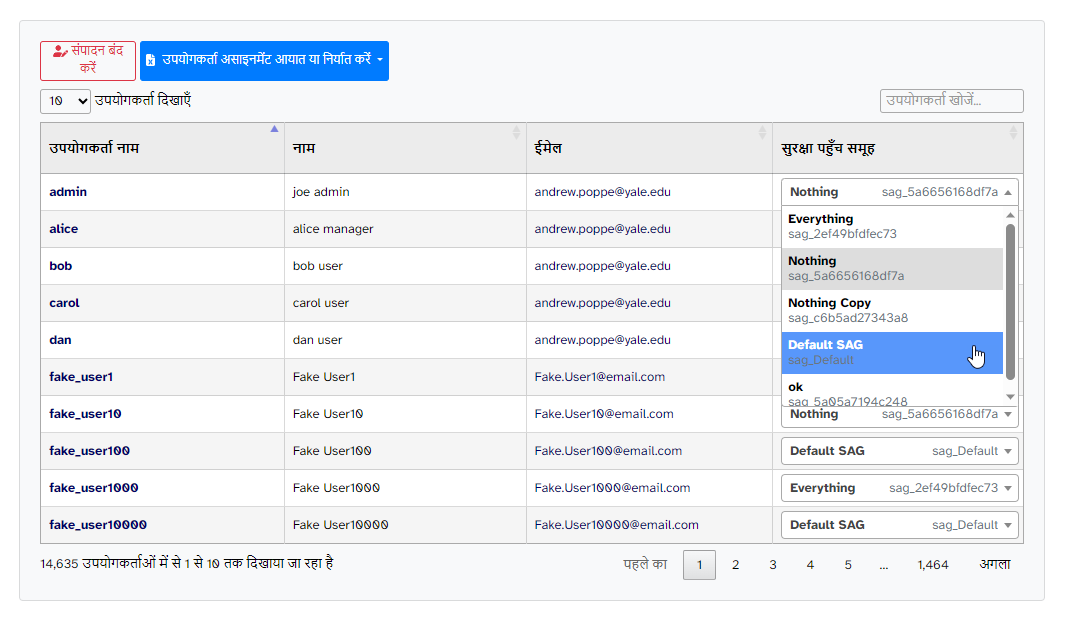 संपादन बंद
करें
उपयोगकर्ता असाइनमेंट आयात या निर्यात करें
10 उपयोगकर्ता दिखाएँ
उपयोगकर्ता खोजें...
उपयोगकर्ता नाम नाम ईमेल सुरक्षा पहुँच समूह
admin joe admin andrew.poppe@yale.edu Nothing sag_5a6656168df7a
alice alice manager andrew.poppe@yale.edu
bob bob user andrew.poppe@yale.edu
carol carol user andrew.poppe@yale.edu
dan dan user andrew.poppe@yale.edu
fake_user1 Fake User1 Fake.User1@email.com
Everything
sag_2ef49bfdfec73
Nothing
sag_5a6656168df7a
Nothing Copy
sag_c6b5ad27343a8
Default SAG
sag_Default
ok
sag_5a05a7194c248
fake_user10 Fake User10 Fake.User10@email.com Nothing sag_5a6656168df7a
fake_user100 Fake User100 Fake.User100@email.com Default SAG sag_Default
fake_user1000 Fake User1000 Fake.User1000@email.com Everything sag_2ef49bfdfec73
fake_user10000 Fake User10000 Fake.User10000@email.com Default SAG sag_Default
14,635 उपयोगकर्ताओं में से 1 से 10 तक दिखाया जा रहा है
पहले का 1 2 3 4 5 ... 1,464 अगला